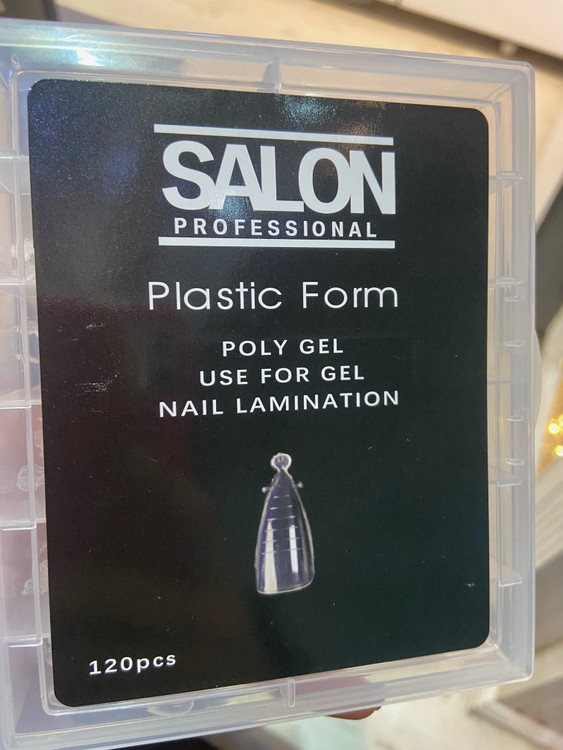 SALON
PROFESSIONAL
Plastic Form
POLY GEL
USE FOR GEL
NAIL LAMINATION
120pcs